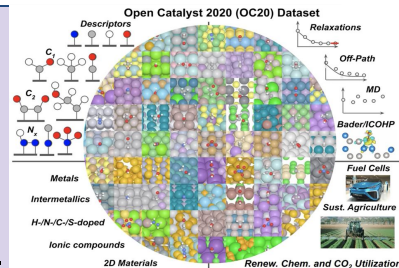 Open Catalyst 2020 (OC20) Dataset
Descriptors
C₁
C₂
Nₓ
Relaxations
Off-Path
MD
Bader/ICOHP
Metals
Intermetallics
H-/N-/C-/S-doped
Ionic compounds
2D Materials
Fuel Cells
Sust. Agriculture
Renew. Chem. and CO₂ Utilization